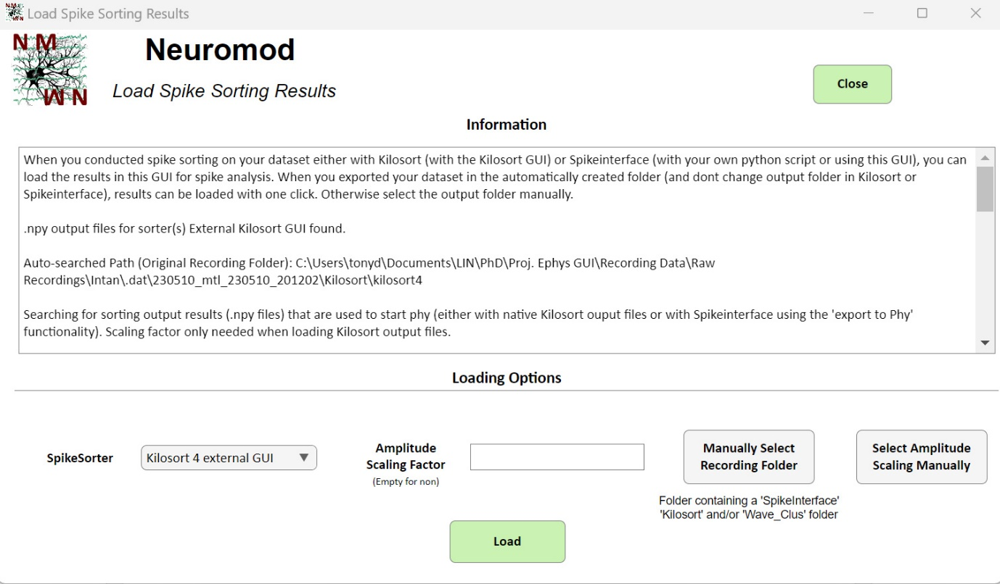 Load Spike Sorting Results
N M
M N
Neuromod
Load Spike Sorting Results
Close
Information
When you conducted spike sorting on your dataset either with Kilosort (with the Kilosort GUI) or Spikeinterface (with your own python script or using this GUI), you can
load the results in this GUI for spike analysis. When you exported your dataset in the automatically created folder (and dont change output folder in Kilosort or
Spikeinterface), results can be loaded with one click. Otherwise select the output folder manually.
.npy output files for sorter(s) External Kilosort GUI found.
Auto-searched Path (Original Recording Folder): C:\Users\tonyd\Documents\LIN\PhD\Proj. Ephys GUI\Recording Data\Raw
Recordings\Intan\.dat\230510_mtl_230510_201202\Kilosort\kilosort4
Searching for sorting output results (.npy files) that are used to start phy (either with native Kilosort ouput files or with Spikeinterface using the 'export to Phy'
functionality). Scaling factor only needed when loading Kilosort output files.
Loading Options
SpikeSorter
Kilosort 4 external GUI
Amplitude
Scaling Factor
(Empty for non)
Manually Select
Recording Folder
Folder containing a 'SpikeInterface'
'Kilosort' and/or 'Wave_Clus' folder
Select Amplitude
Scaling Manually
Load